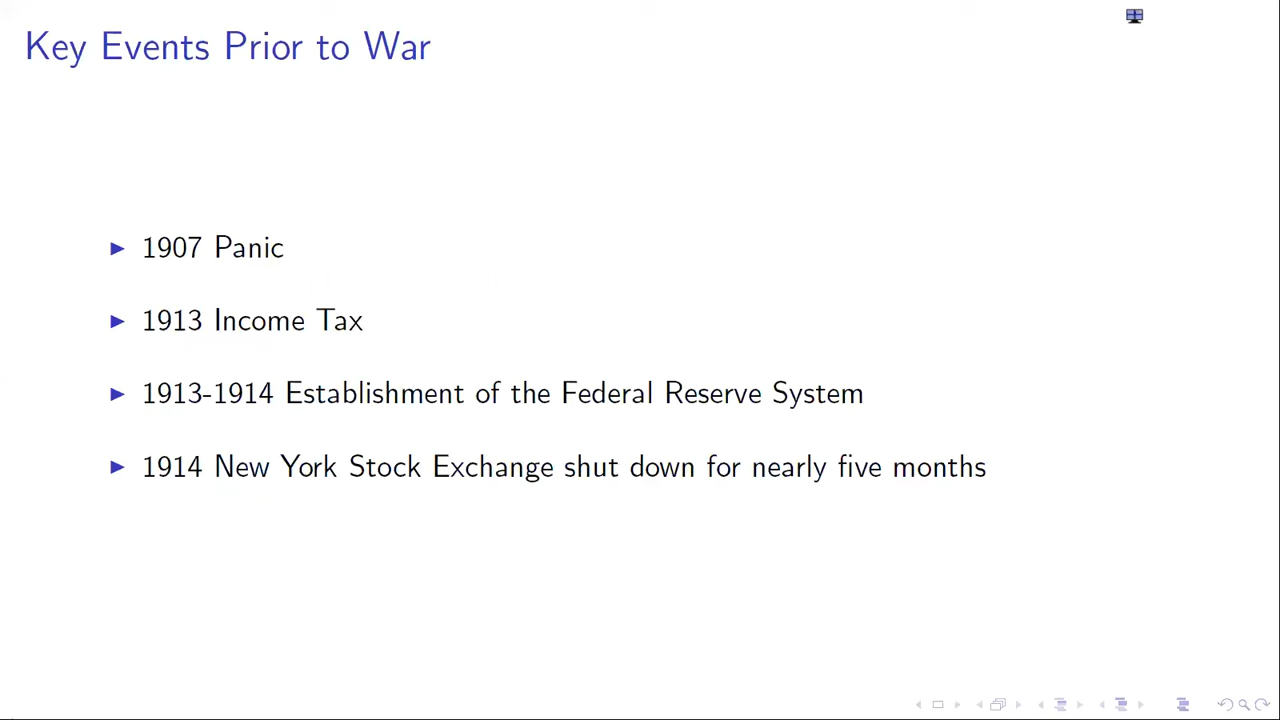 Key Events Prior to War
1907 Panic
1913 Income Tax
1913-1914 Establishment of the Federal Reserve System
1914 New York Stock Exchange shut down for nearly five months